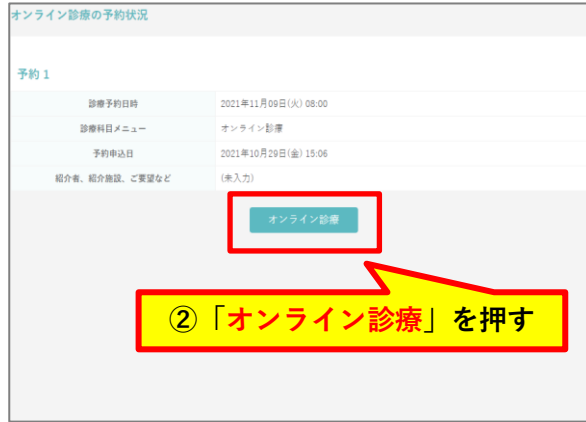 オンライン診療の予約状況
予約 1
診療予約日時 2021年11月09日(火) 08:00
診療科目メニュー オンライン診療
予約申込日 2021年10月29日(金) 15:06
紹介者、紹介施設、ご要望など (未入力)
オンライン診療
②「オンライン診療」を押す